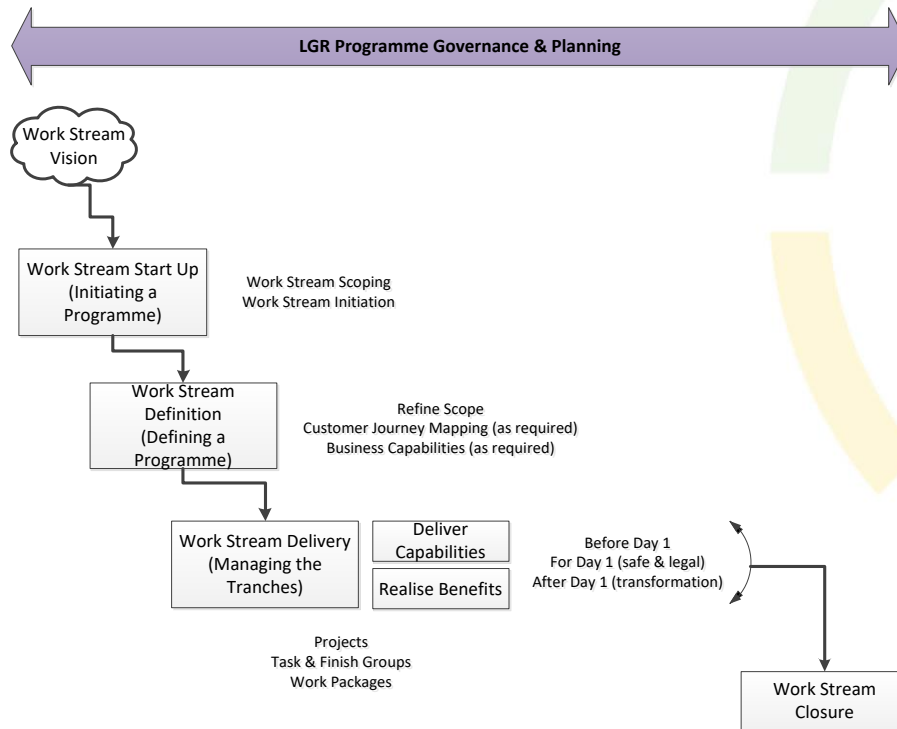 LGR Programme Governance & Planning
Work Stream
Vision
Work Stream Start Up
(Initiating a
Programme)
Work Stream Scoping
Work Stream Initiation
Work Stream
Definition
(Defining a
Programme)
Refine Scope
Customer Journey Mapping (as required)
Business Capabilities (as required)
Work Stream Delivery
(Managing the
Tranches)
Deliver
Capabilities
Realise Benefits
Before Day 1
For Day 1 (safe & legal)
After Day 1 (transformation)
Projects
Task & Finish Groups
Work Packages
Work Stream
Closure